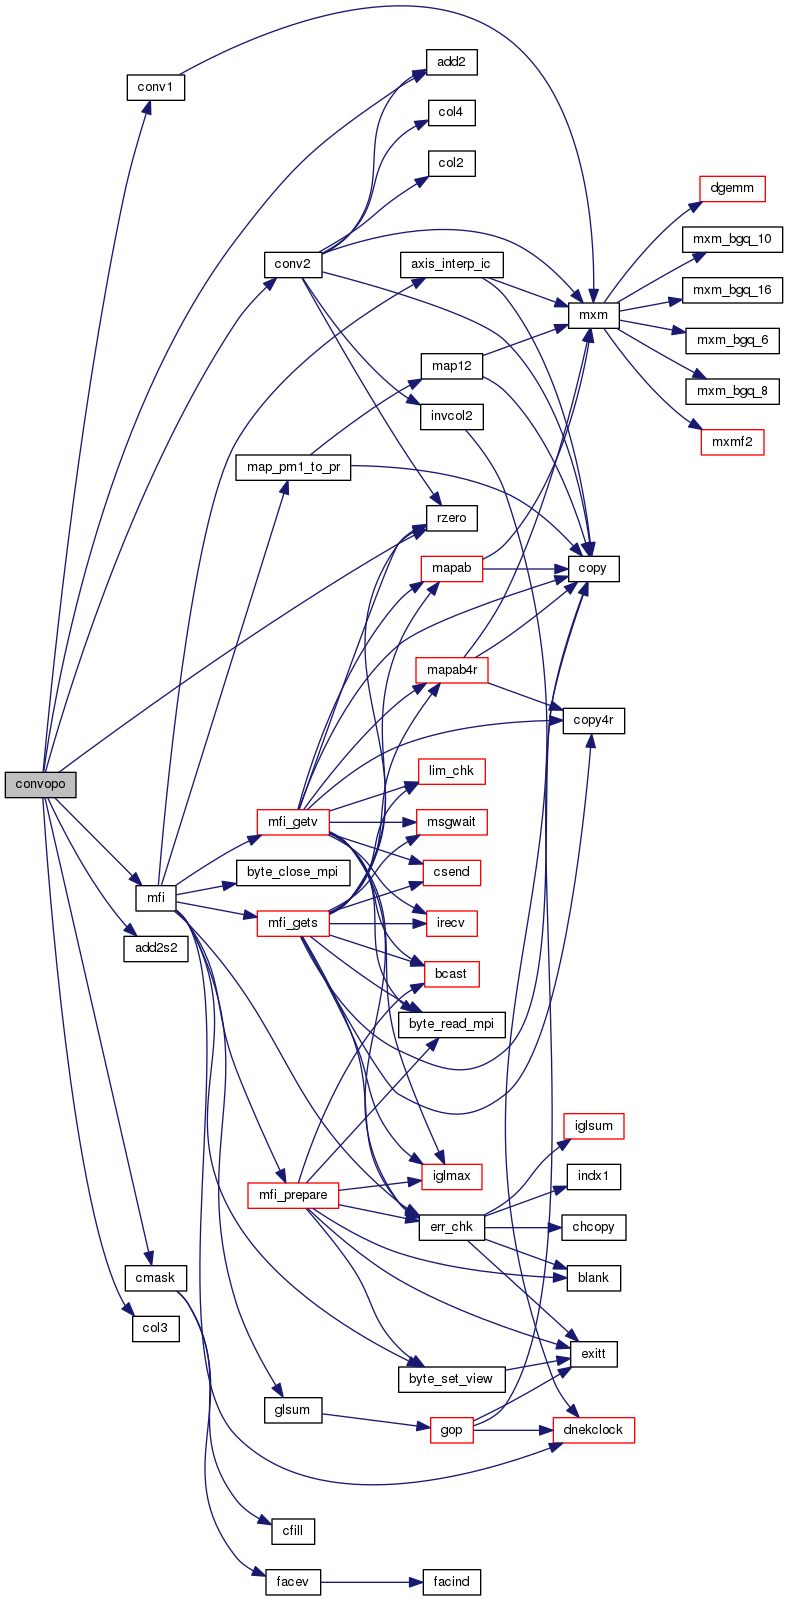 add2
conv1
col4
col2
dgemm
mxm_bgq_10
conv2
axis_interp_ic
mxm_bgq_16
mxm
mxm_bgq_6
map12
mxm_bgq_8
invcol2
mxmf2
map_pm1_to_pr
rzero
mapab
copy
mapab4r
copy4r
lim_chk
convopo
mfi_getv
msgwait
byte_close_mpi
csend
mfi
mfi_gets
irecv
add2s2
bcast
byte_read_mpi
iglsum
iglmax
indx1
mfi_prepare
err_chk
chcopy
cmask
blank
col3
exitt
byte_set_view
glsum
gop
dnekclock
cfill
facev
facind